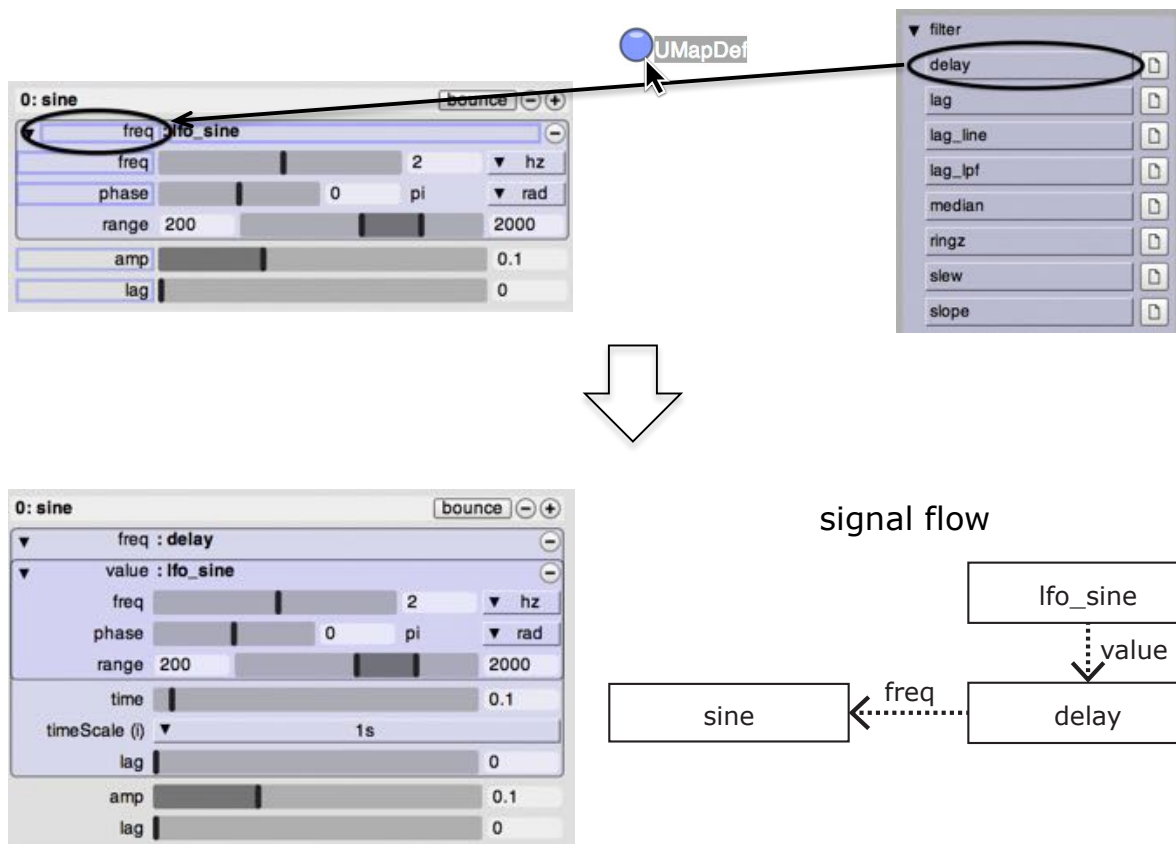 UMapDef
▼ filter
delay
lag
lag_line
lag_lpf
median
ringz
slew
slope
0: sine bounce − +
▼ freq : lfo_sine −
freq 2 ▼ hz
phase 0 pi ▼ rad
range 200 2000
amp 0.1
lag 0
0: sine bounce − +
▼ freq : delay −
▼ value : lfo_sine −
freq 2 ▼ hz
phase 0 pi ▼ rad
range 200 2000
time 0.1
timeScale (i) ▼ 1s
lag 0
amp 0.1
lag 0
signal flow
lfo_sine
value
freq
sine
delay